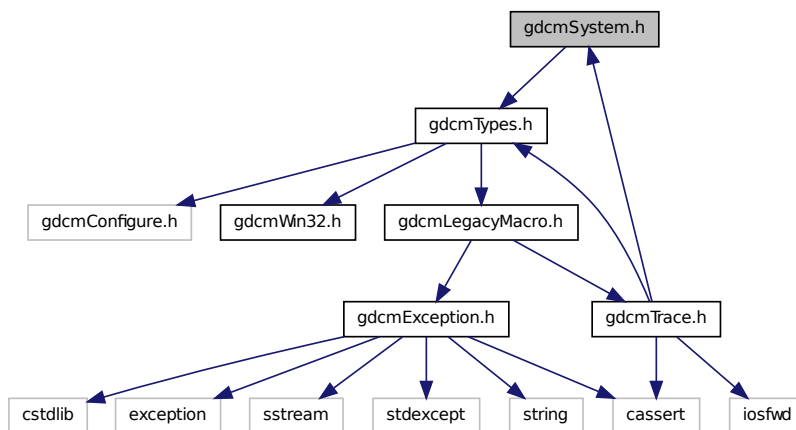 gdcmSystem.h
gdcmTypes.h
gdcmConfigure.h
gdcmWin32.h
gdcmLegacyMacro.h
gdcmException.h
gdcmTrace.h
cstdlib
exception
sstream
stdexcept
string
cassert
iosfwd